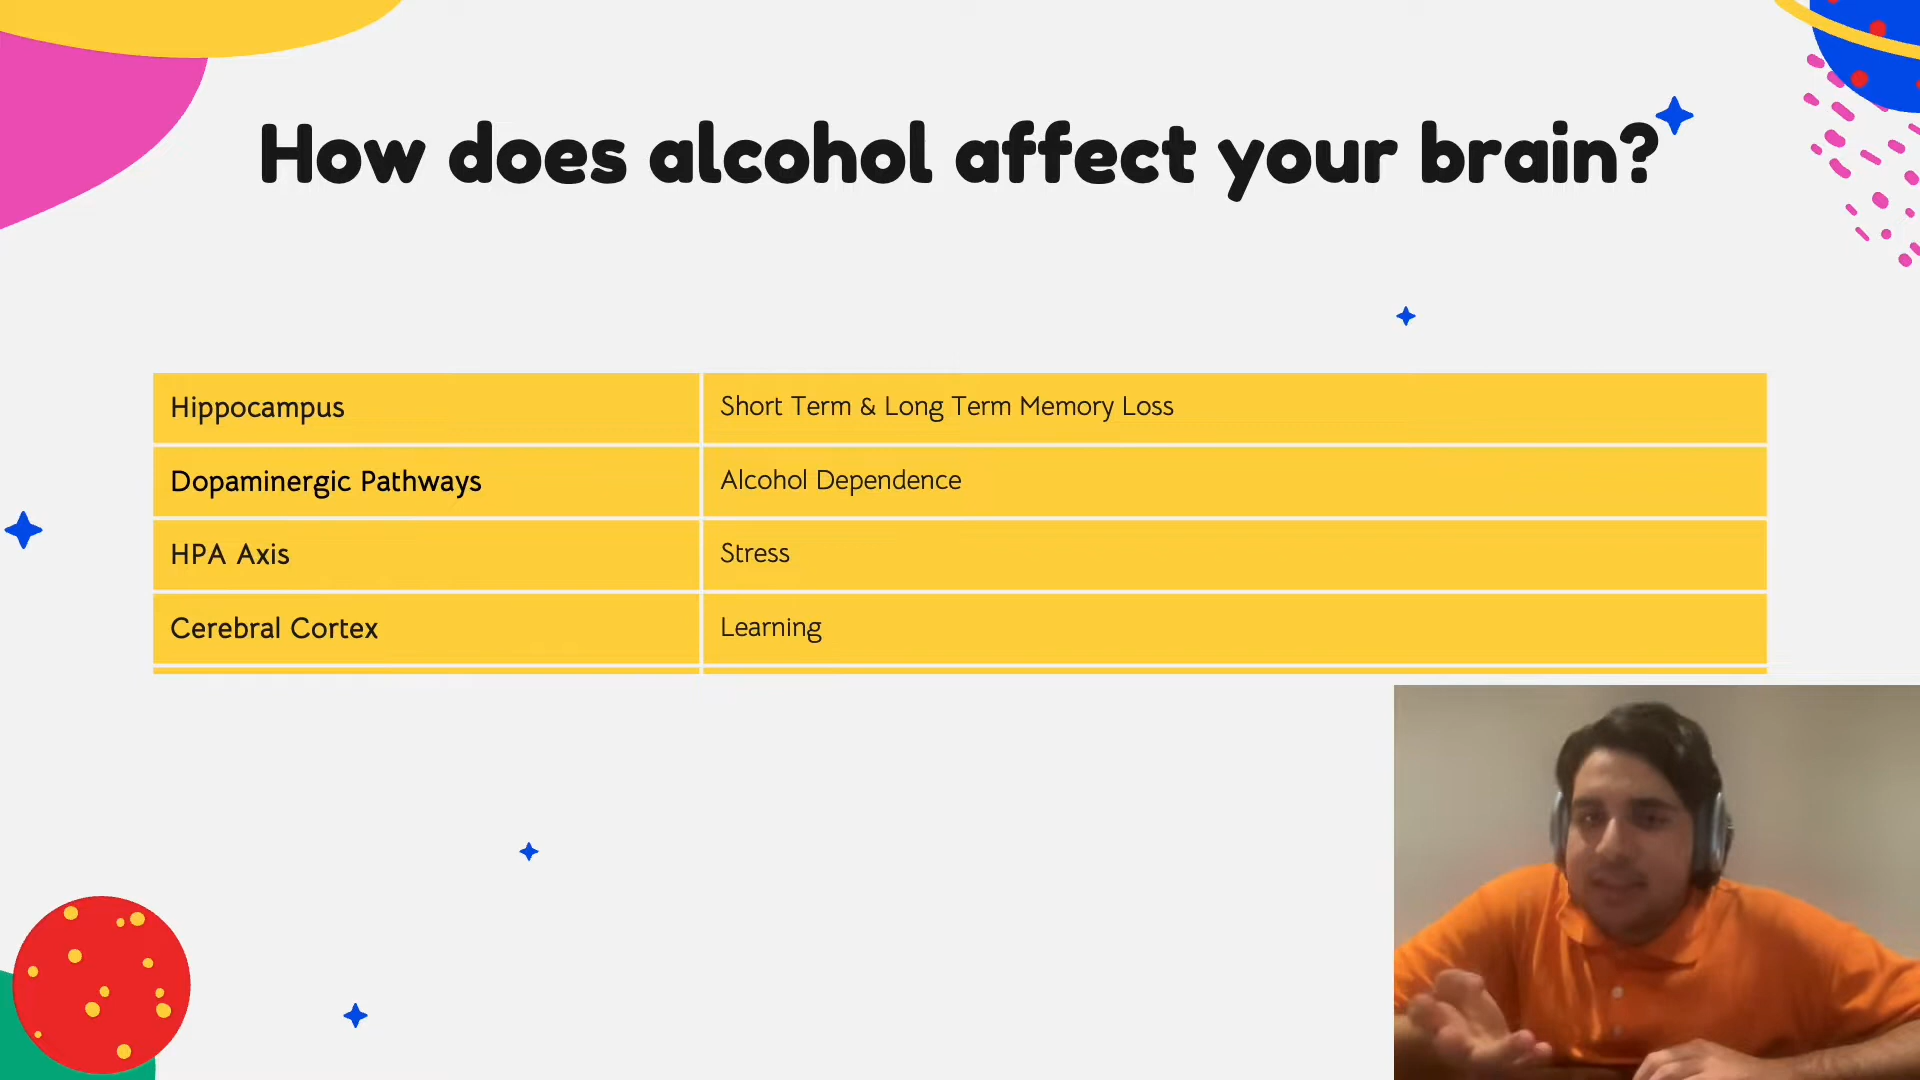 How does alcohol affect your brain?
Hippocampus
Short Term & Long Term Memory Loss
Dopaminergic Pathways
Alcohol Dependence
HPA Axis
Stress
Cerebral Cortex
Learning